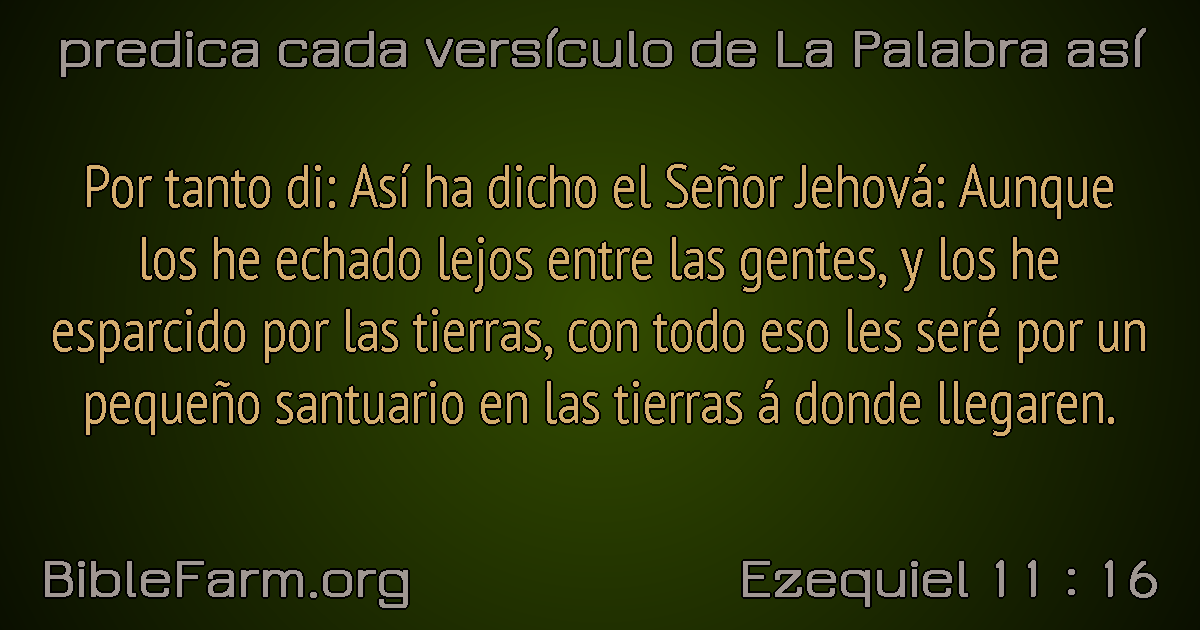 predica cada versículo de La Palabra así
Por tanto di: Así ha dicho el Señor Jehová: Aunque
los he echado lejos entre las gentes, y los he
esparcido por las tierras, con todo eso les seré por un
pequeño santuario en las tierras á donde llegaren.
BibleFarm.org
Ezequiel 11 : 16